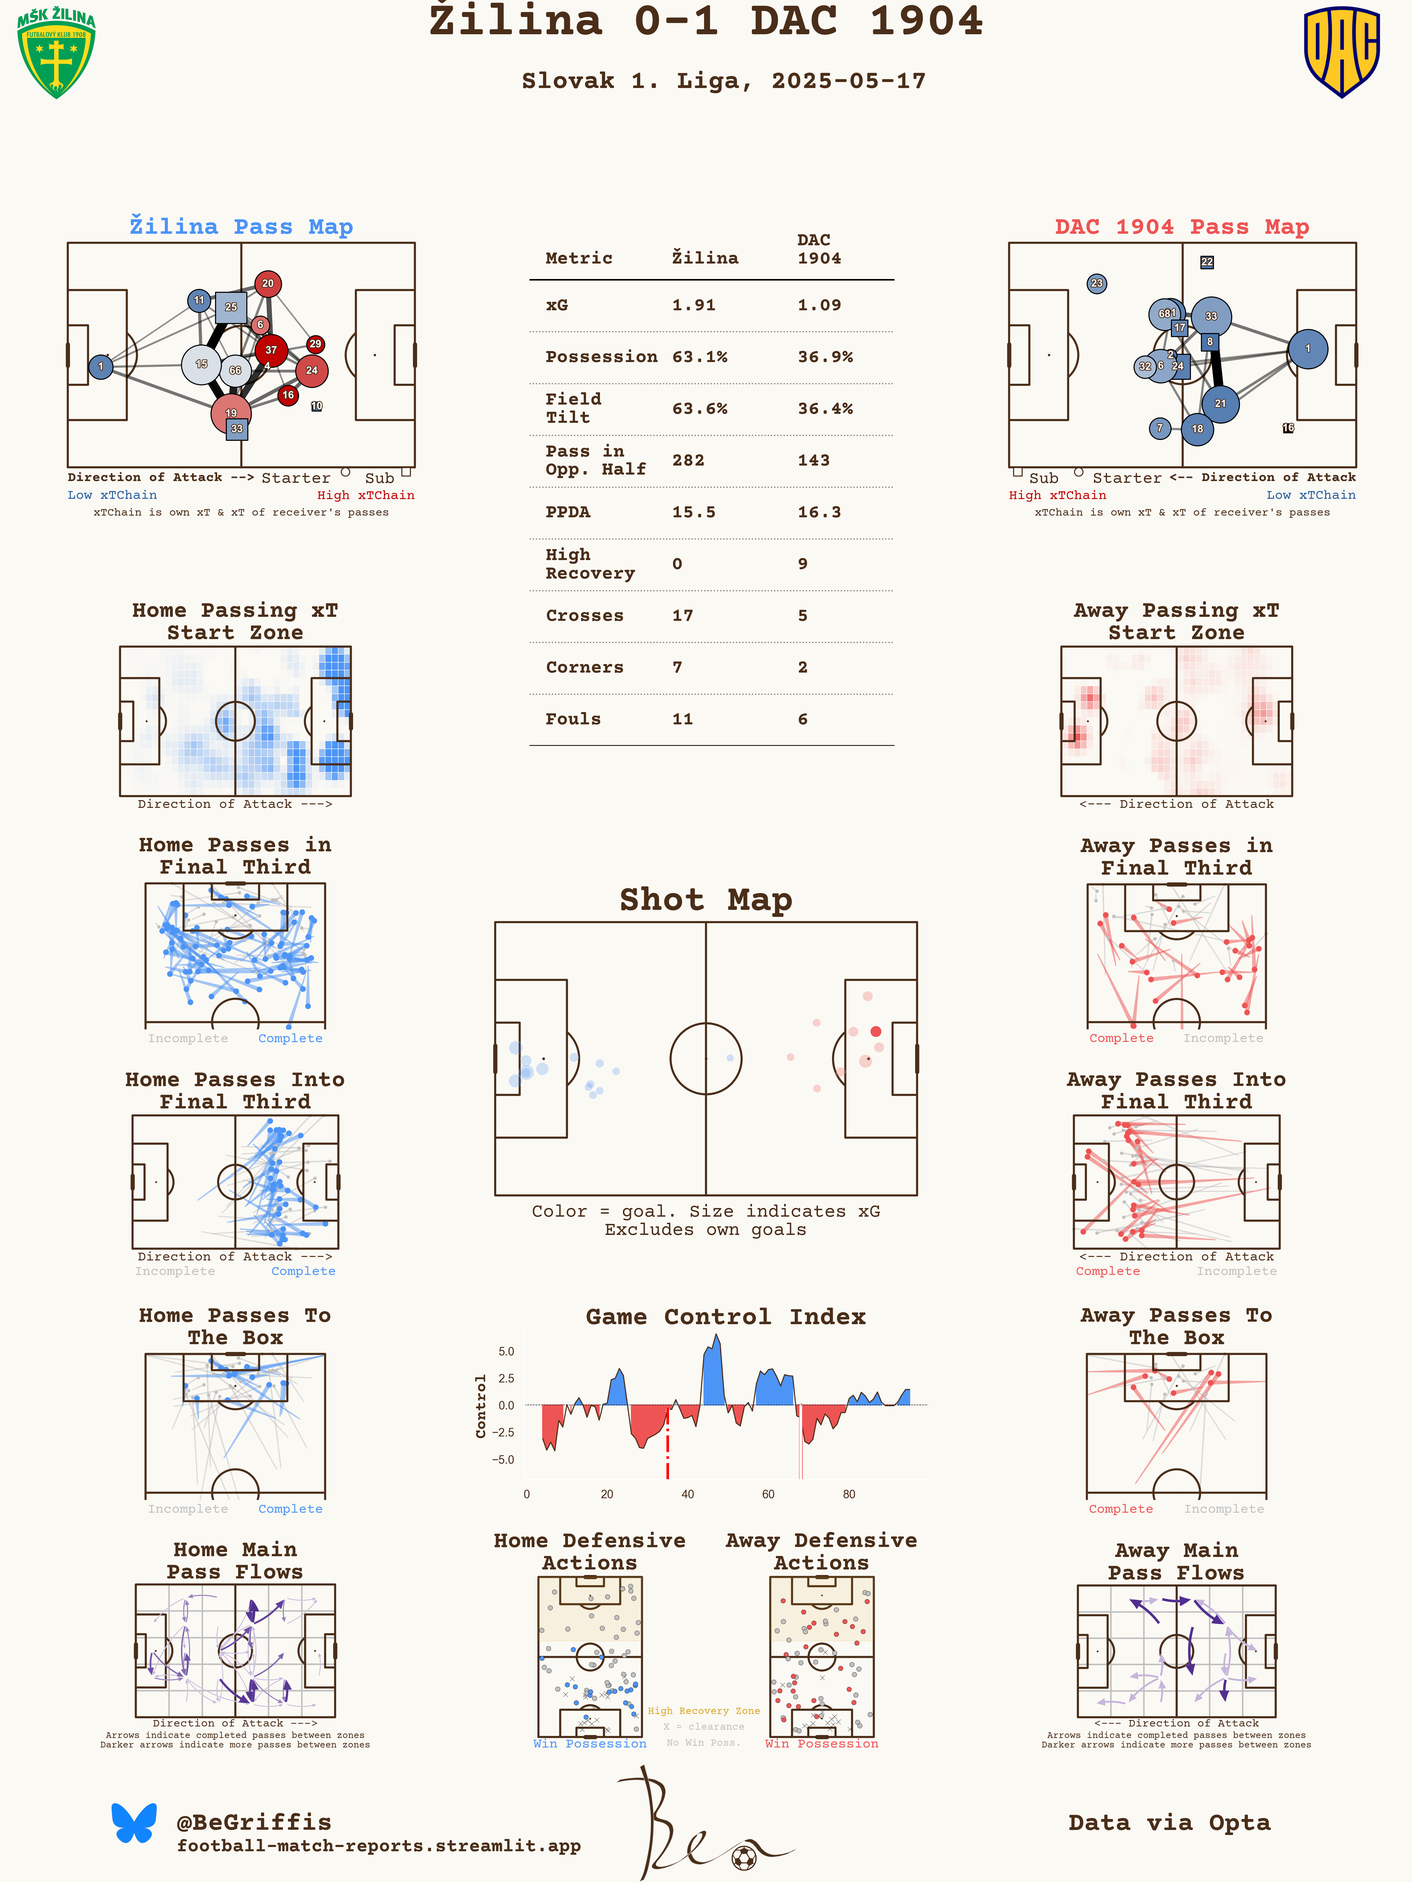 Žilina 0-1 DAC 1904
MŠK ŽILINA
FUTBALOVÝ KLUB 1908
DAC
Slovak 1. Liga, 2025-05-17
Žilina Pass Map
20
11
25
6
37
29
15
66
4
24
1
16
10
19
33
Direction of Attack -->
Starter
Sub
Low xTChain
High xTChain
xTChain is own xT & xT of receiver's passes
Metric Žilina DAC 1904
xG 1.91 1.09
Possession 63.1% 36.9%
Field Tilt 63.6% 36.4%
Pass in Opp. Half 282 143
PPDA 15.5 16.3
High Recovery 0 9
Crosses 17 5
Corners 7 2
Fouls 11 6
DAC 1904 Pass Map
22
23
68
1
33
17
8
1
2
32
6
24
21
7
18
16
Sub
Starter
<-- Direction of Attack
High xTChain
Low xTChain
xTChain is own xT & xT of receiver's passes
Home Passing xT
Start Zone
Direction of Attack --->
Away Passing xT
Start Zone
<--- Direction of Attack
Home Passes in
Final Third
Incomplete
Complete
Away Passes in
Final Third
Complete
Incomplete
Shot Map
Color = goal. Size indicates xG
Excludes own goals
Home Passes Into
Final Third
Direction of Attack --->
Incomplete
Complete
Away Passes Into
Final Third
<--- Direction of Attack
Complete
Incomplete
Home Passes To
The Box
Incomplete
Complete
Game Control Index
Control
5.0
2.5
0.0
−2.5
−5.0
0
20
40
60
80
Away Passes To
The Box
Complete
Incomplete
Home Main
Pass Flows
Direction of Attack --->
Arrows indicate completed passes between zones
Darker arrows indicate more passes between zones
Home Defensive
Actions
Win Possession
High Recovery Zone
X = clearance
No Win Poss.
Away Defensive
Actions
Win Possession
Away Main
Pass Flows
<--- Direction of Attack
Arrows indicate completed passes between zones
Darker arrows indicate more passes between zones
@BeGriffis
football-match-reports.streamlit.app
Ben
Data via Opta